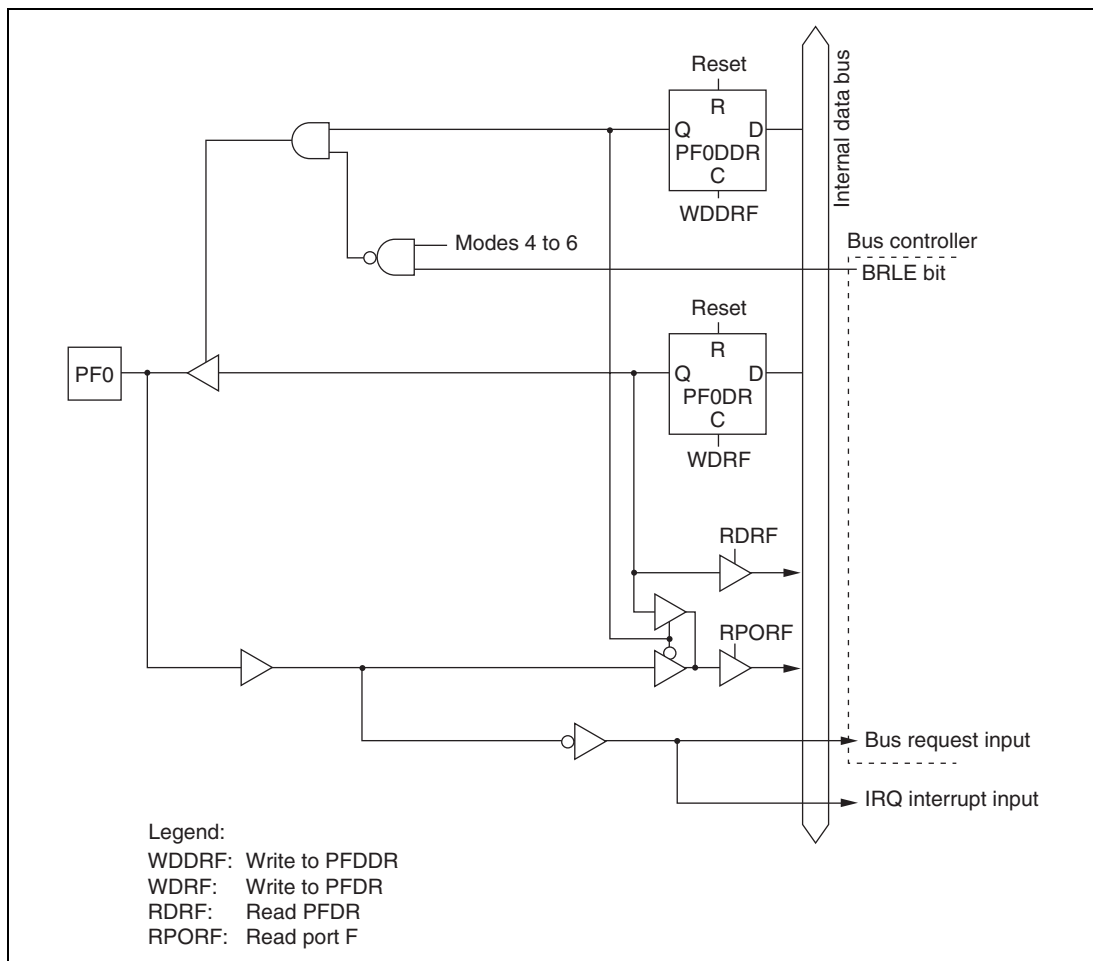 Reset
R
Q D
PF0DDR
C
WDDRF
Internal data bus
Modes 4 to 6
Bus controller
BRLE bit
Reset
R
PF0
Q D
PF0DR
C
WDRF
RDRF
RPORF
Bus request input
IRQ interrupt input
Legend:
WDDRF: Write to PFDDR
WDRF: Write to PFDR
RDRF: Read PFDR
RPORF: Read port F